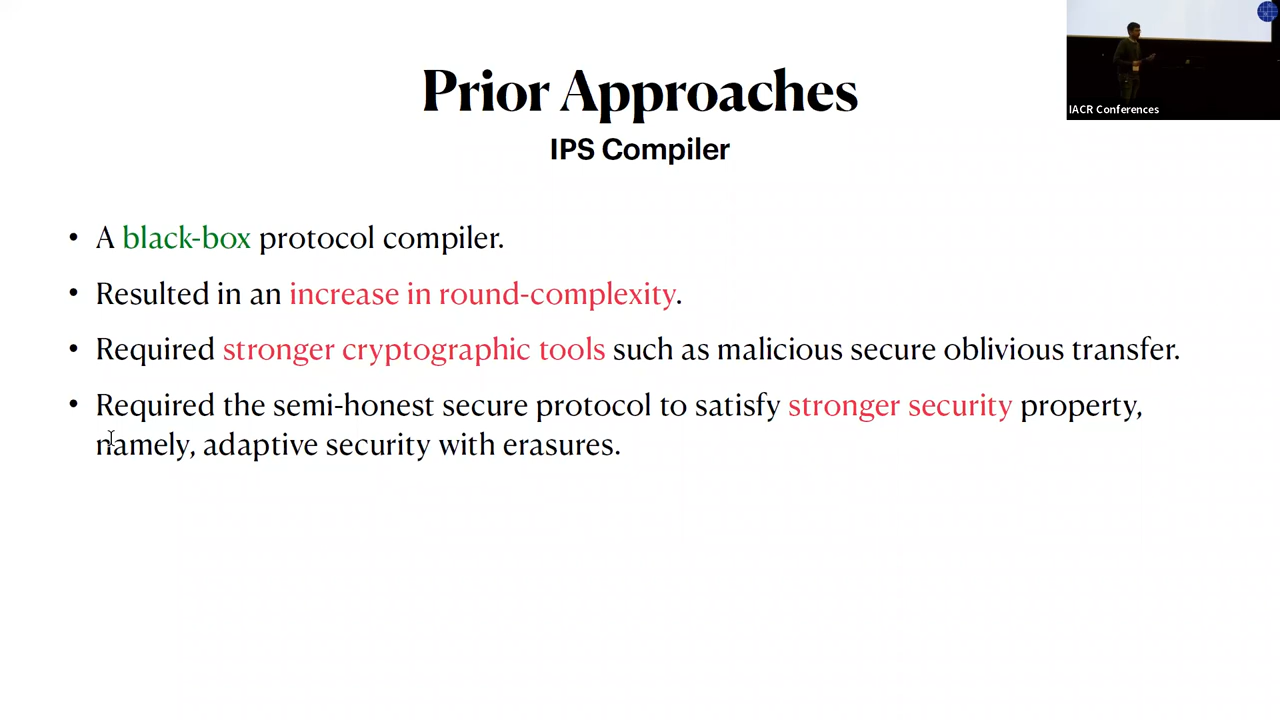 IACR Conferences
Prior Approaches
IPS Compiler
• A black-box protocol compiler.
• Resulted in an increase in round-complexity.
• Required stronger cryptographic tools such as malicious secure oblivious transfer.
• Required the semi-honest secure protocol to satisfy stronger security property,
namely, adaptive security with erasures.